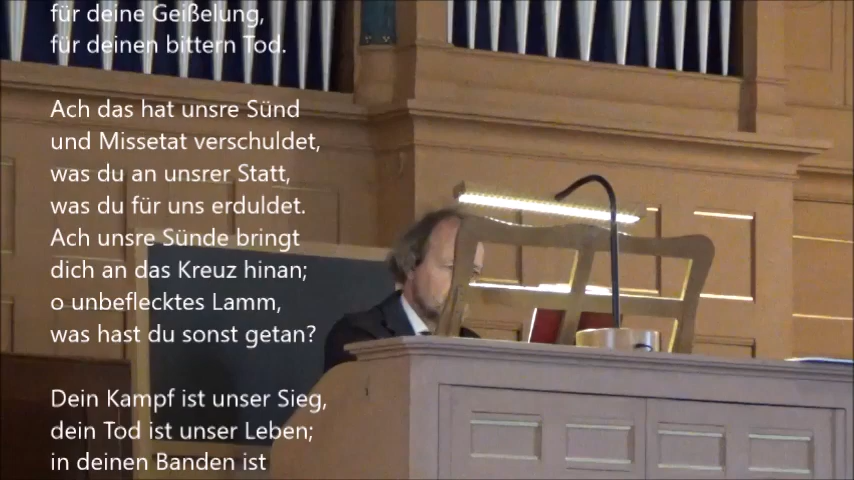 für deine Geißelung,
für deinen bittern Tod.
Ach das hat unsre Sünd
und Missetat verschuldet,
was du an unsrer Statt,
was du für uns erduldet.
Ach unsre Sünde bringt
dich an das Kreuz hinan;
o unbeflecktes Lamm,
was hast du sonst getan?
Dein Kampf ist unser Sieg,
dein Tod ist unser Leben;
in deinen Banden ist